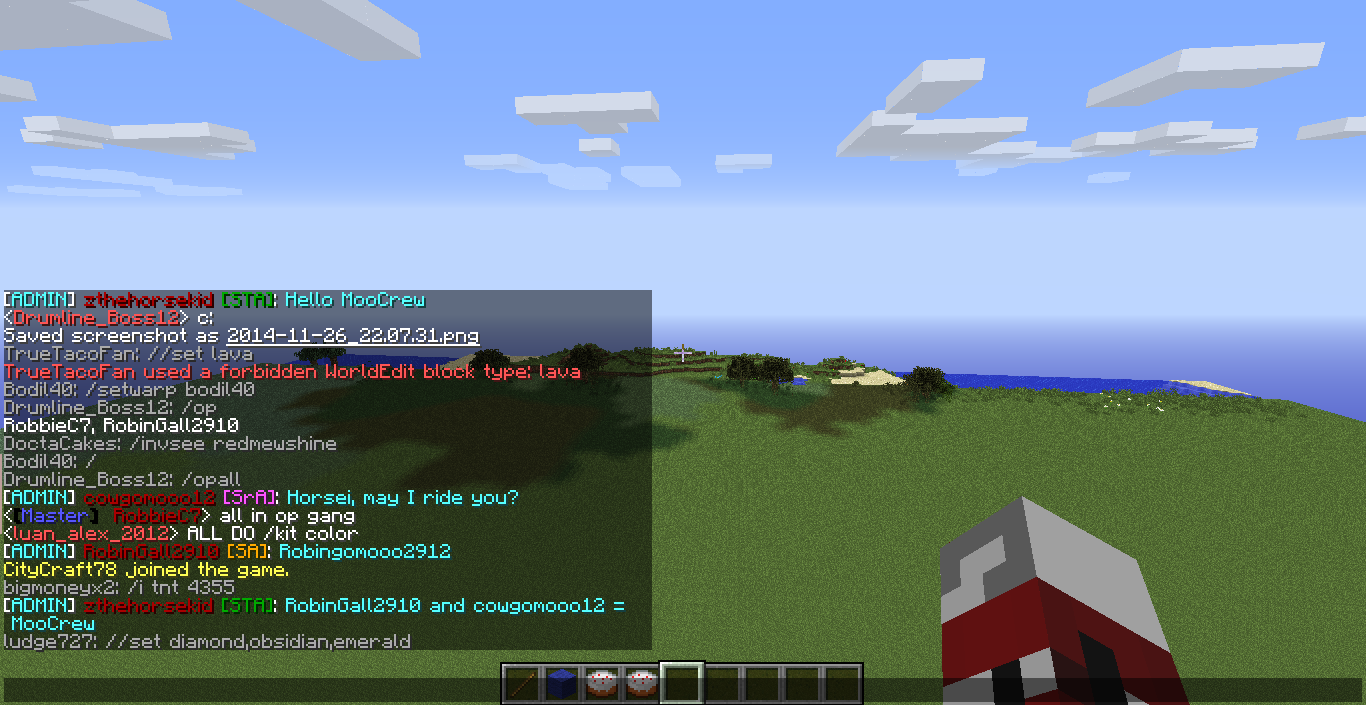 [ADMIN] zthehorsekid [STA]: Hello MooCrew
<Drumline_Boss12> c:
Saved screenshot as 2014-11-26_22.07.31.png
TrueTacoFan: //set lava
TrueTacoFan used a forbidden WorldEdit block type: lava
Bodil40: /setwarp bodil40
Drumline_Boss12: /op
RobbieC7, RobinGall2910
DoctaCakes: /invsee redmewshine
Bodil40: /
Drumline_Boss12: /opall
[ADMIN] cowgomooo12 [SrA]: Horsei, may I ride you?
<[Master] RobbieC7> all in op gang
<luan_alex_2012> ALL DO /kit color
[ADMIN] RobinGall2910 [SA]: Robingomooo2912
CityCraft78 joined the game.
bigmoneyx2: /i tnt 4355
[ADMIN] zthehorsekid [STA]: RobinGall2910 and cowgomooo12 =
MooCrew
ludge727: //set diamond,obsidian,emerald